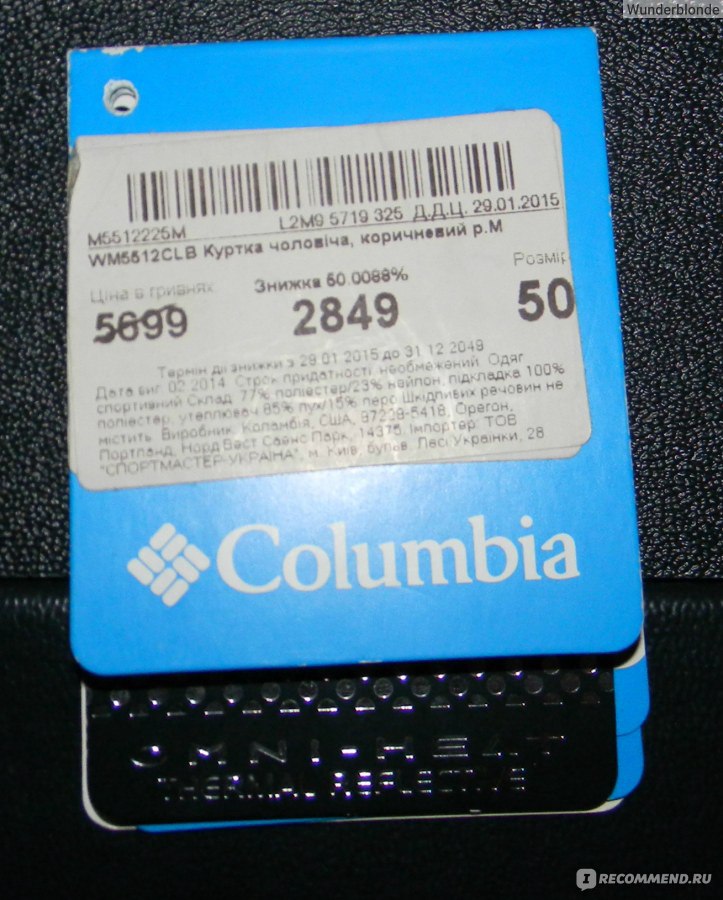 Wunderblonde
M5512225M L2M9 5719 325 Д.Д.Ц. 29.01.2015
WM5512CLB Куртка чоловіча, коричневий р.M
Ціна в гривнях Знижка 50.0088% Розмір
5699 2849 50
Термін дії знижки з 29.01.2015 до 31.12.2049
Дата виг. 02.2014. Строк придатності необмежений. Одяг
спортивний Склад: 77% поліестер/23% нейлон, підкладка 100%
поліестер, утеплювач 85% пух/15% перо Шкідливих речовин не
містить. Виробник: Коламбія, США, 97229-5418, Орегон,
Портланд, Норд Вест Саенс Парк, 14375. Імпортер: ТОВ
"СПОРТМАСТЕР-УКРАЇНА", м. Київ, бульв. Лесі Українки, 28
Columbia
OMNI-HEAT
THERMAL REFLECTIVE
IRECOMMEND.RU